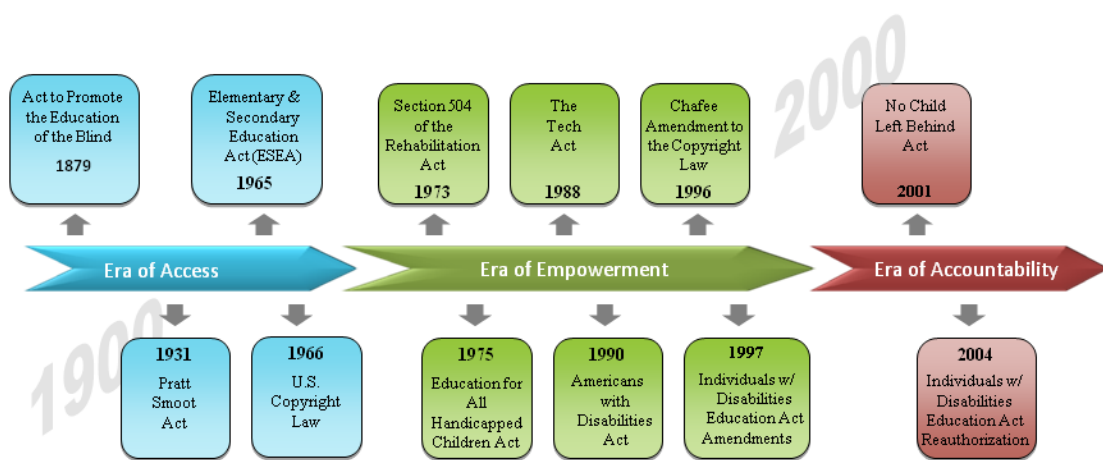 2000
Act to Promote
the Education
of the Blind
1879
Elementary &
Secondary
Education
Act (ESEA)
1965
Section 504
of the
Rehabilitation
Act
1973
The
Tech
Act
1988
Chafee
Amendment to
the Copyright
Law
1996
No Child
Left Behind
Act
2001
Era of Access
Era of Empowerment
Era of Accountability
1900
1931
Pratt
Smoot
Act
1966
U.S.
Copyright
Law
1975
Education for
All
Handicapped
Children Act
1990
Americans
with
Disabilities
Act
1997
Individuals w/
Disabilities
Education Act
Amendments
2004
Individuals w/
Disabilities
Education Act
Reauthorization